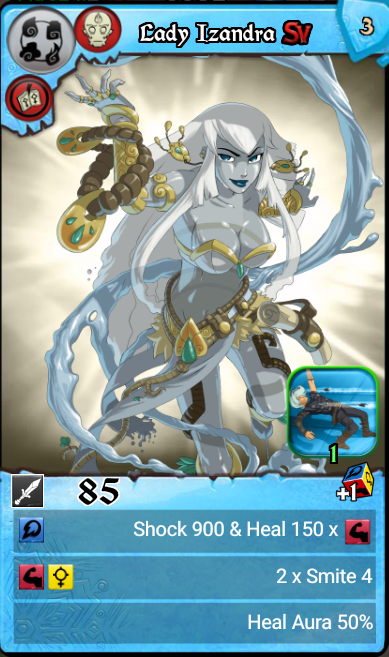 Lady Izandra SV
3
1
85
+1
Shock 900 & Heal 150 x
2 x Smite 4
Heal Aura 50%